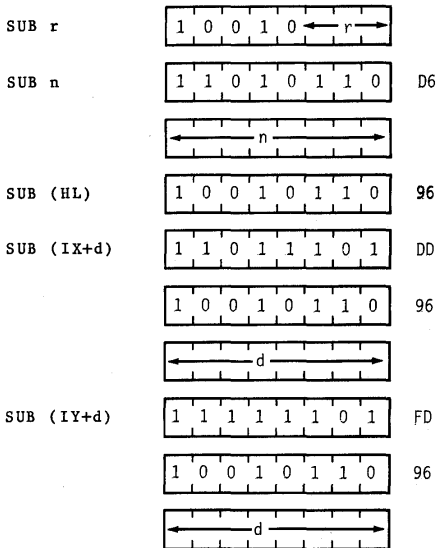 SUB r 1 0 0 1 0 r
SUB n 1 1 0 1 0 1 1 0 D6
n
SUB (HL) 1 0 0 1 0 1 1 0 96
SUB (IX+d) 1 1 0 1 1 1 0 1 DD
1 0 0 1 0 1 1 0 96
d
SUB (IY+d) 1 1 1 1 1 1 0 1 FD
1 0 0 1 0 1 1 0 96
d